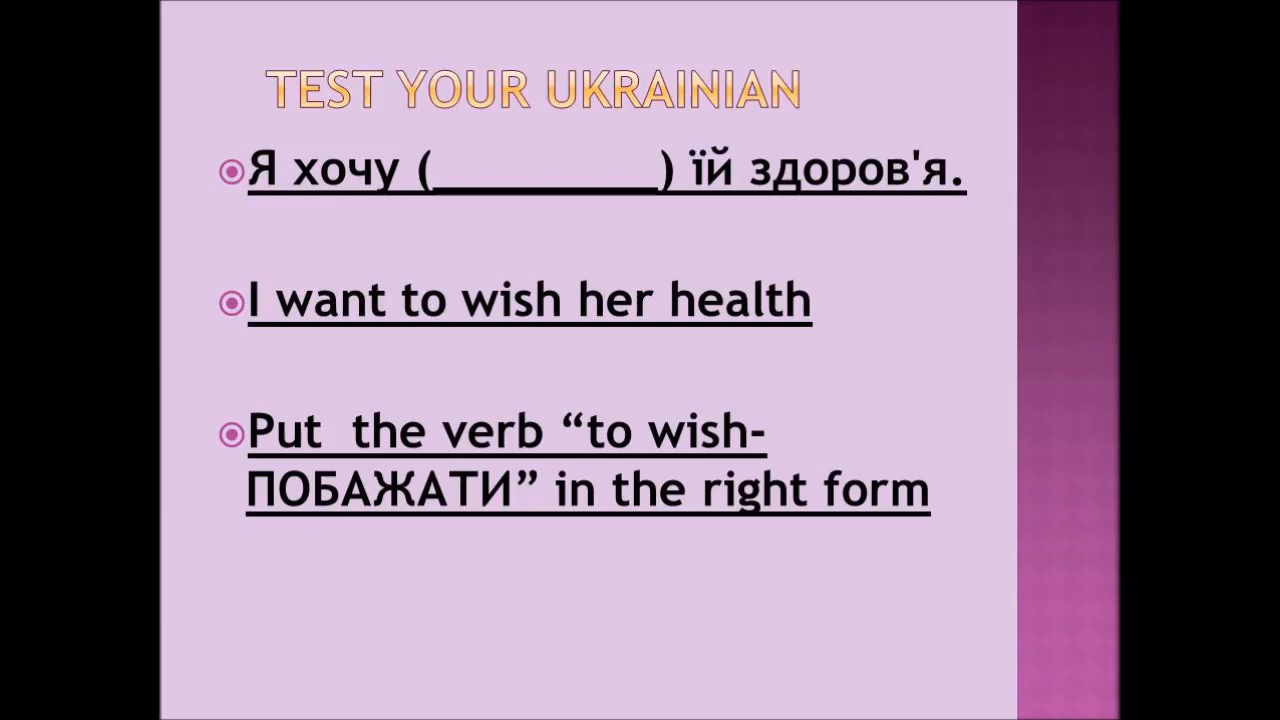 TEST YOUR UKRAINIAN
Я хочу (_________) їй здоров'я.
I want to wish her health
Put  the verb “to wish-
ПОБАЖАТИ” in the right form